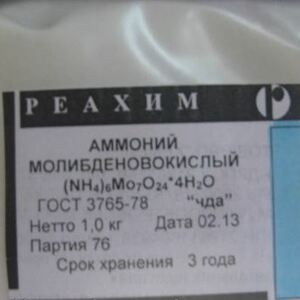 РЕАХИМ
АММОНИЙ
МОЛИБДЕНОВОКИСЛЫЙ
(NH₄)₆Mo₇O₂₄*4H₂O
ГОСТ 3765-78 "чда"
Нетто 1,0 кг Дата 02.13
Партия 76
Срок хранения 3 года